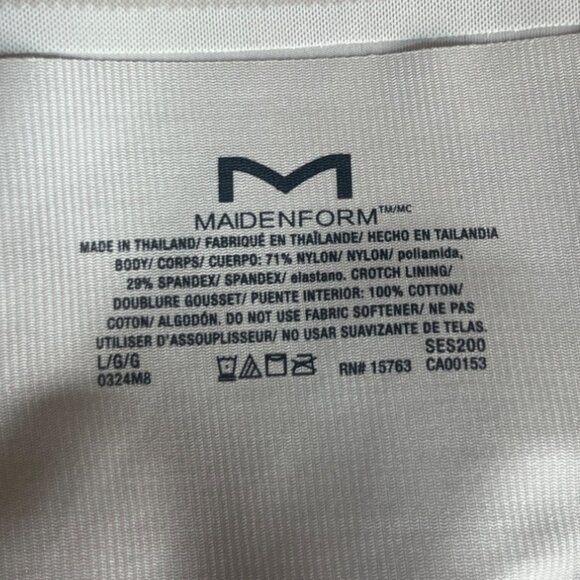 MAIDENFORM™/MC
MADE IN THAILAND/ FABRIQUÉ EN THAÏLANDE/ HECHO EN TAILANDIA
BODY/ CORPS/ CUERPO: 71% NYLON/ NYLON/ poliamida,
29% SPANDEX/ SPANDEX/ elastano. CROTCH LINING/
DOUBLURE GOUSSET/ PUENTE INTERIOR: 100% COTTON/
COTON/ ALGODÓN. DO NOT USE FABRIC SOFTENER/ NE PAS
UTILISER D'ASSOUPLISSEUR/ NO USAR SUAVIZANTE DE TELAS.
L/G/G SES200
0324M8 RN# 15763 CA00153